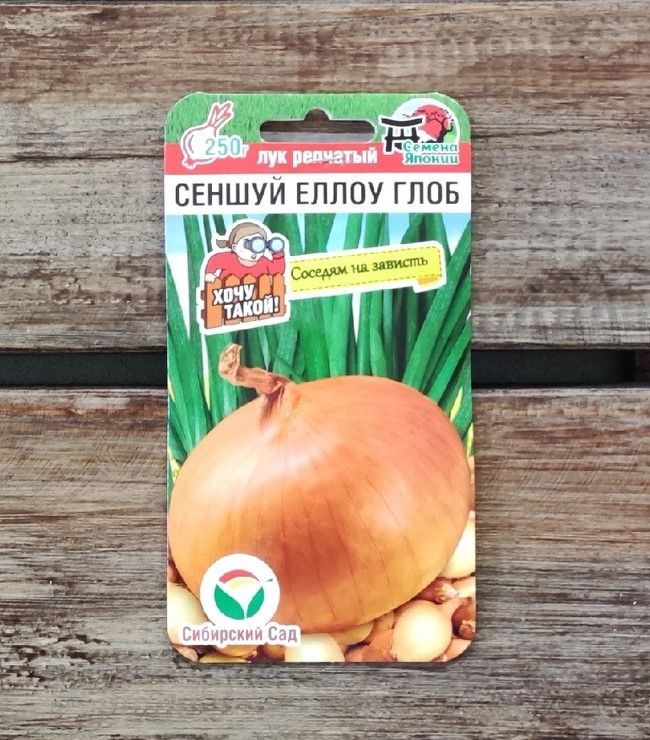 250г
лук репчатый
Семена
Японии
СЕНШУЙ ЕЛЛОУ ГЛОБ
Соседям на зависть
ХОЧУ
ТАКОЙ!
Сибирский Сад